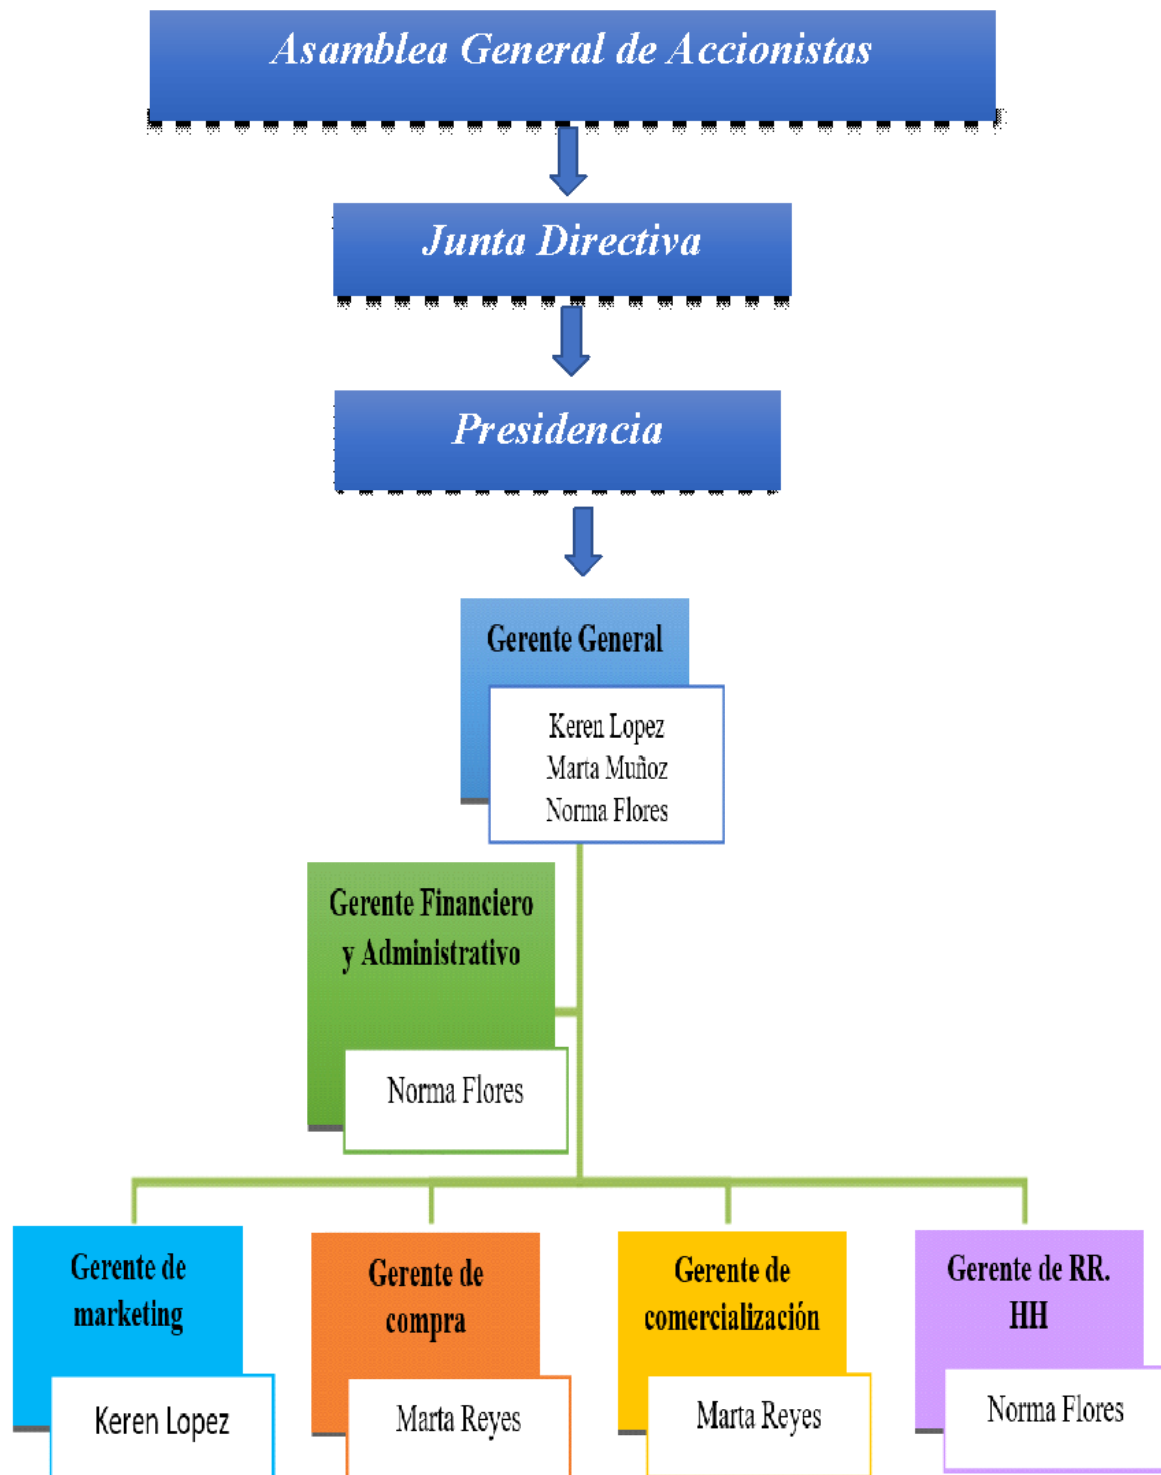 Asamblea General de Accionistas
Junta Directiva
Presidencia
Gerente General
Keren Lopez
Marta Muñoz
Norma Flores
Gerente Financiero
y Administrativo
Norma Flores
Gerente de
marketing
Keren Lopez
Gerente de
compra
Marta Reyes
Gerente de
comercialización
Marta Reyes
Gerente de RR.
HH
Norma Flores